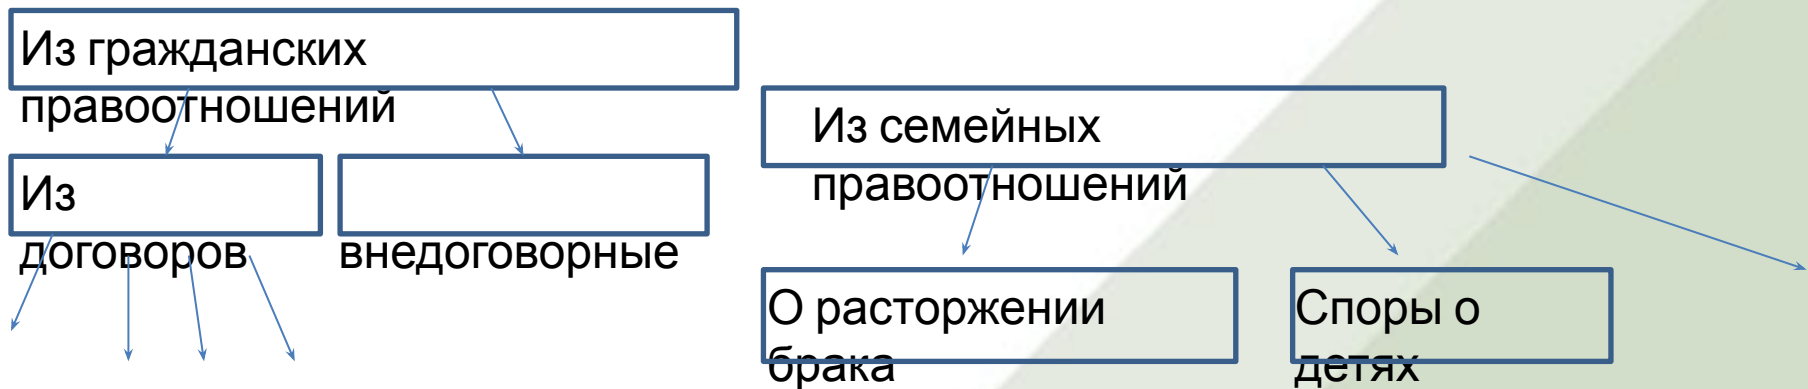 Из гражданских
правоотношений
Из
договоров
внедоговорные
Из семейных
правоотношений
О расторжении
брака
Споры о
детях